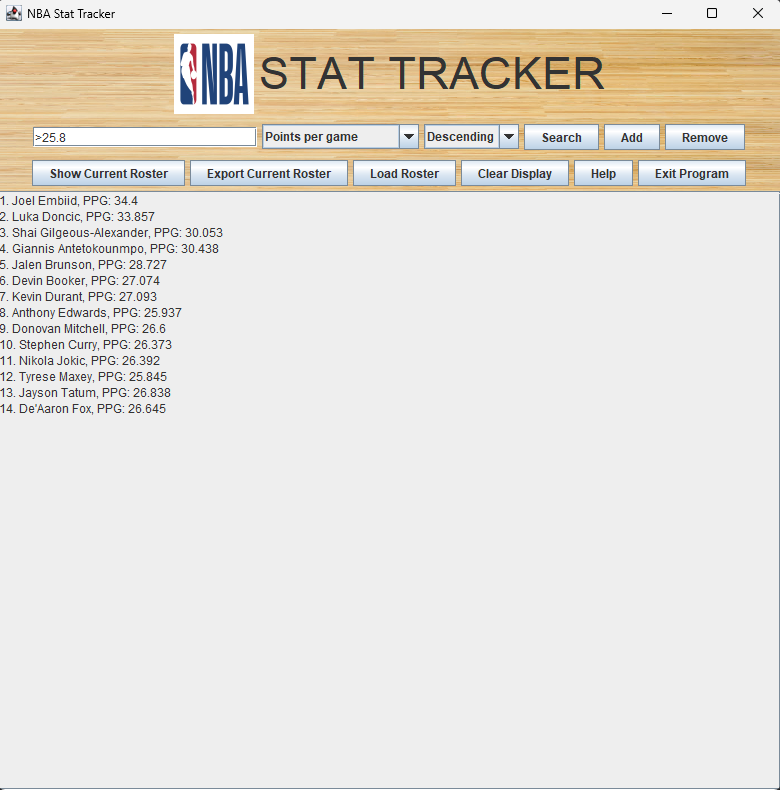 NBA Stat Tracker
NBA STAT TRACKER
>25.8 Points per game Descending Search Add Remove
Show Current Roster Export Current Roster Load Roster Clear Display Help Exit Program
1. Joel Embiid, PPG: 34.4
2. Luka Doncic, PPG: 33.857
3. Shai Gilgeous-Alexander, PPG: 30.053
4. Giannis Antetokounmpo, PPG: 30.438
5. Jalen Brunson, PPG: 28.727
6. Devin Booker, PPG: 27.074
7. Kevin Durant, PPG: 27.093
8. Anthony Edwards, PPG: 25.937
9. Donovan Mitchell, PPG: 26.6
10. Stephen Curry, PPG: 26.373
11. Nikola Jokic, PPG: 26.392
12. Tyrese Maxey, PPG: 25.845
13. Jayson Tatum, PPG: 26.838
14. De'Aaron Fox, PPG: 26.645